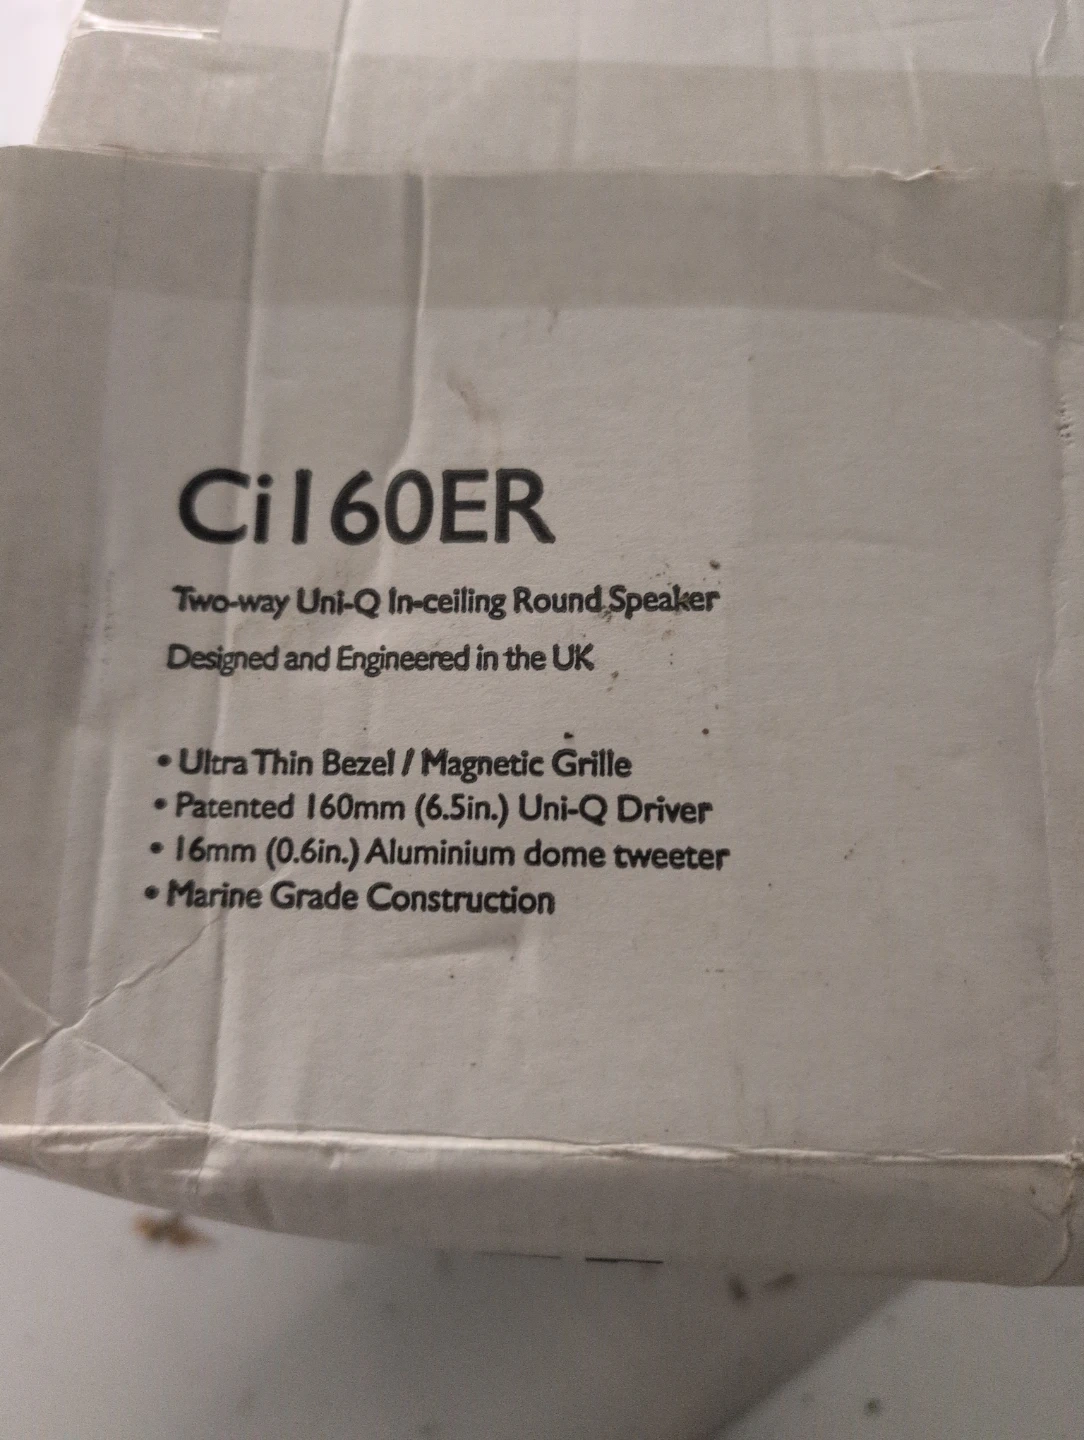 Ci160ER
Two-way Uni-Q In-ceiling Round Speaker
Designed and Engineered in the UK
• Ultra Thin Bezel / Magnetic Grille
• Patented 160mm (6.5in.) Uni-Q Driver
• 16mm (0.6in.) Aluminium dome tweeter
• Marine Grade Construction